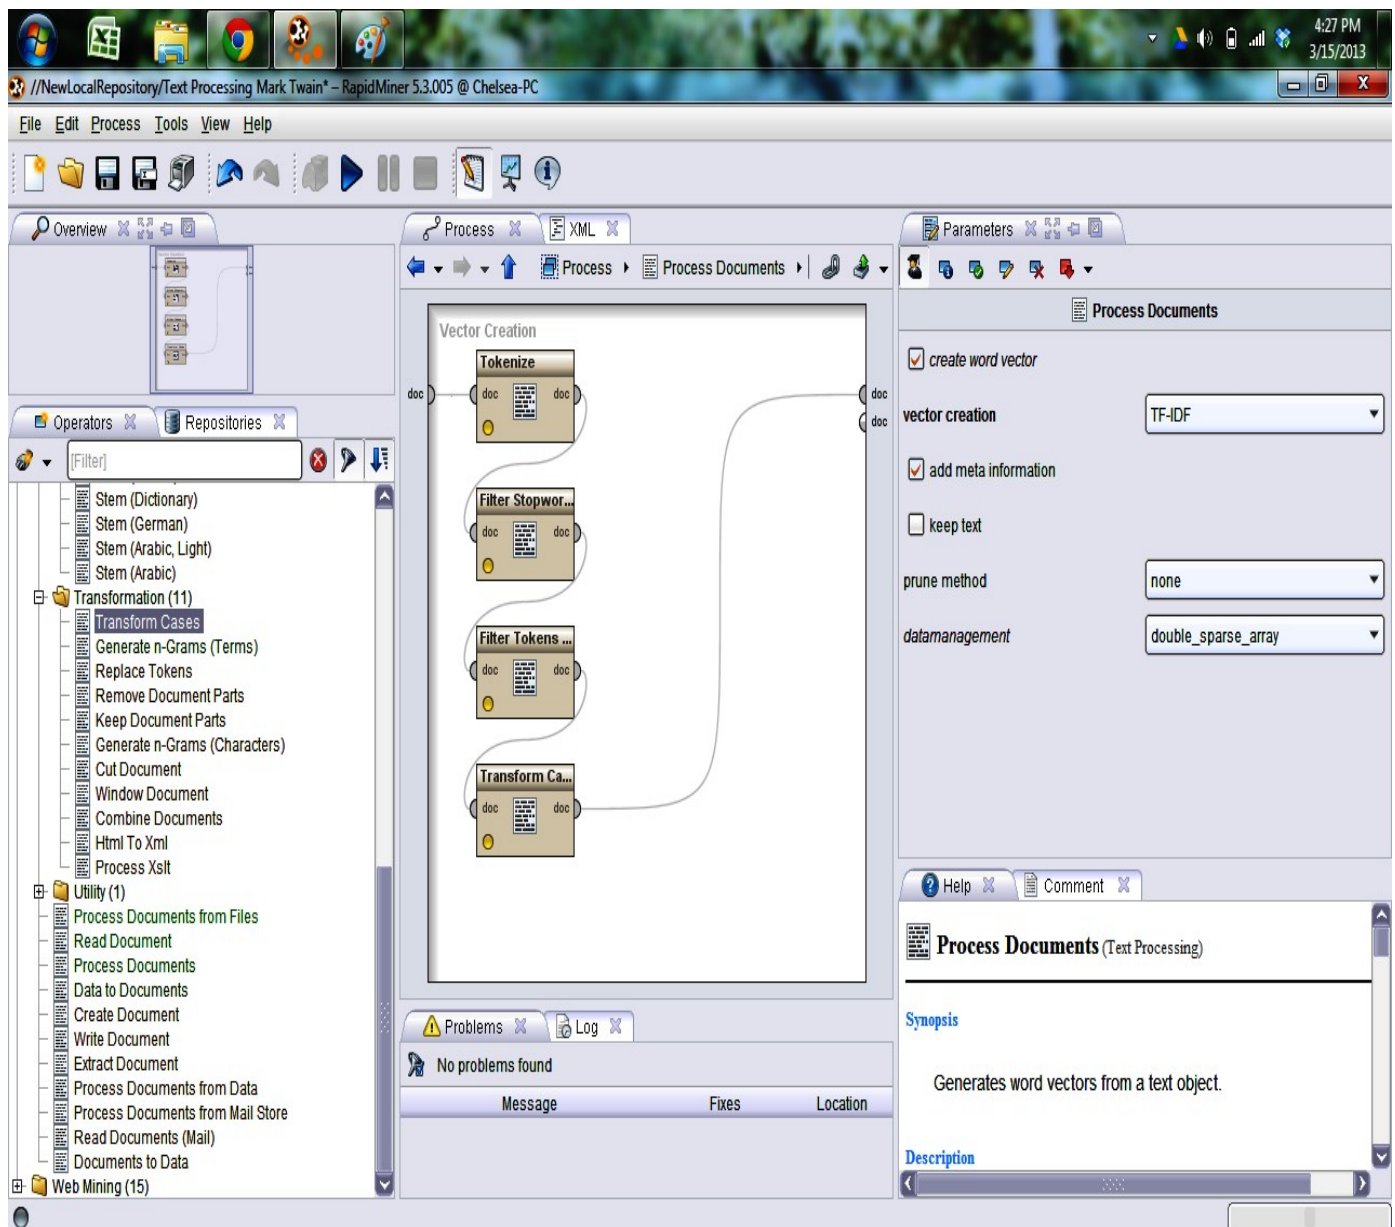 4:27 PM
3/15/2013
//NewLocalRepository/Text Processing Mark Twain* – RapidMiner 5.3.005 @ Chelsea-PC
File Edit Process Tools View Help
Overview
Process
XML
Parameters
Process
Process Documents
Process Documents
Vector Creation
Tokenize
doc
doc
doc
doc
doc
Filter Stopwor...
doc
doc
Filter Tokens ...
doc
doc
Transform Ca...
doc
doc
create word vector
vector creation
TF-IDF
add meta information
keep text
prune method
none
datamanagement
double_sparse_array
Operators
Repositories
[Filter]
Stem (Dictionary)
Stem (German)
Stem (Arabic, Light)
Stem (Arabic)
Transformation (11)
Transform Cases
Generate n-Grams (Terms)
Replace Tokens
Remove Document Parts
Keep Document Parts
Generate n-Grams (Characters)
Cut Document
Window Document
Combine Documents
Html To Xml
Process Xslt
Utility (1)
Process Documents from Files
Read Document
Process Documents
Data to Documents
Create Document
Write Document
Extract Document
Process Documents from Data
Process Documents from Mail Store
Read Documents (Mail)
Documents to Data
Web Mining (15)
Problems
Log
No problems found
Message
Fixes
Location
Help
Comment
Process Documents (Text Processing)
Synopsis
Generates word vectors from a text object.
Description